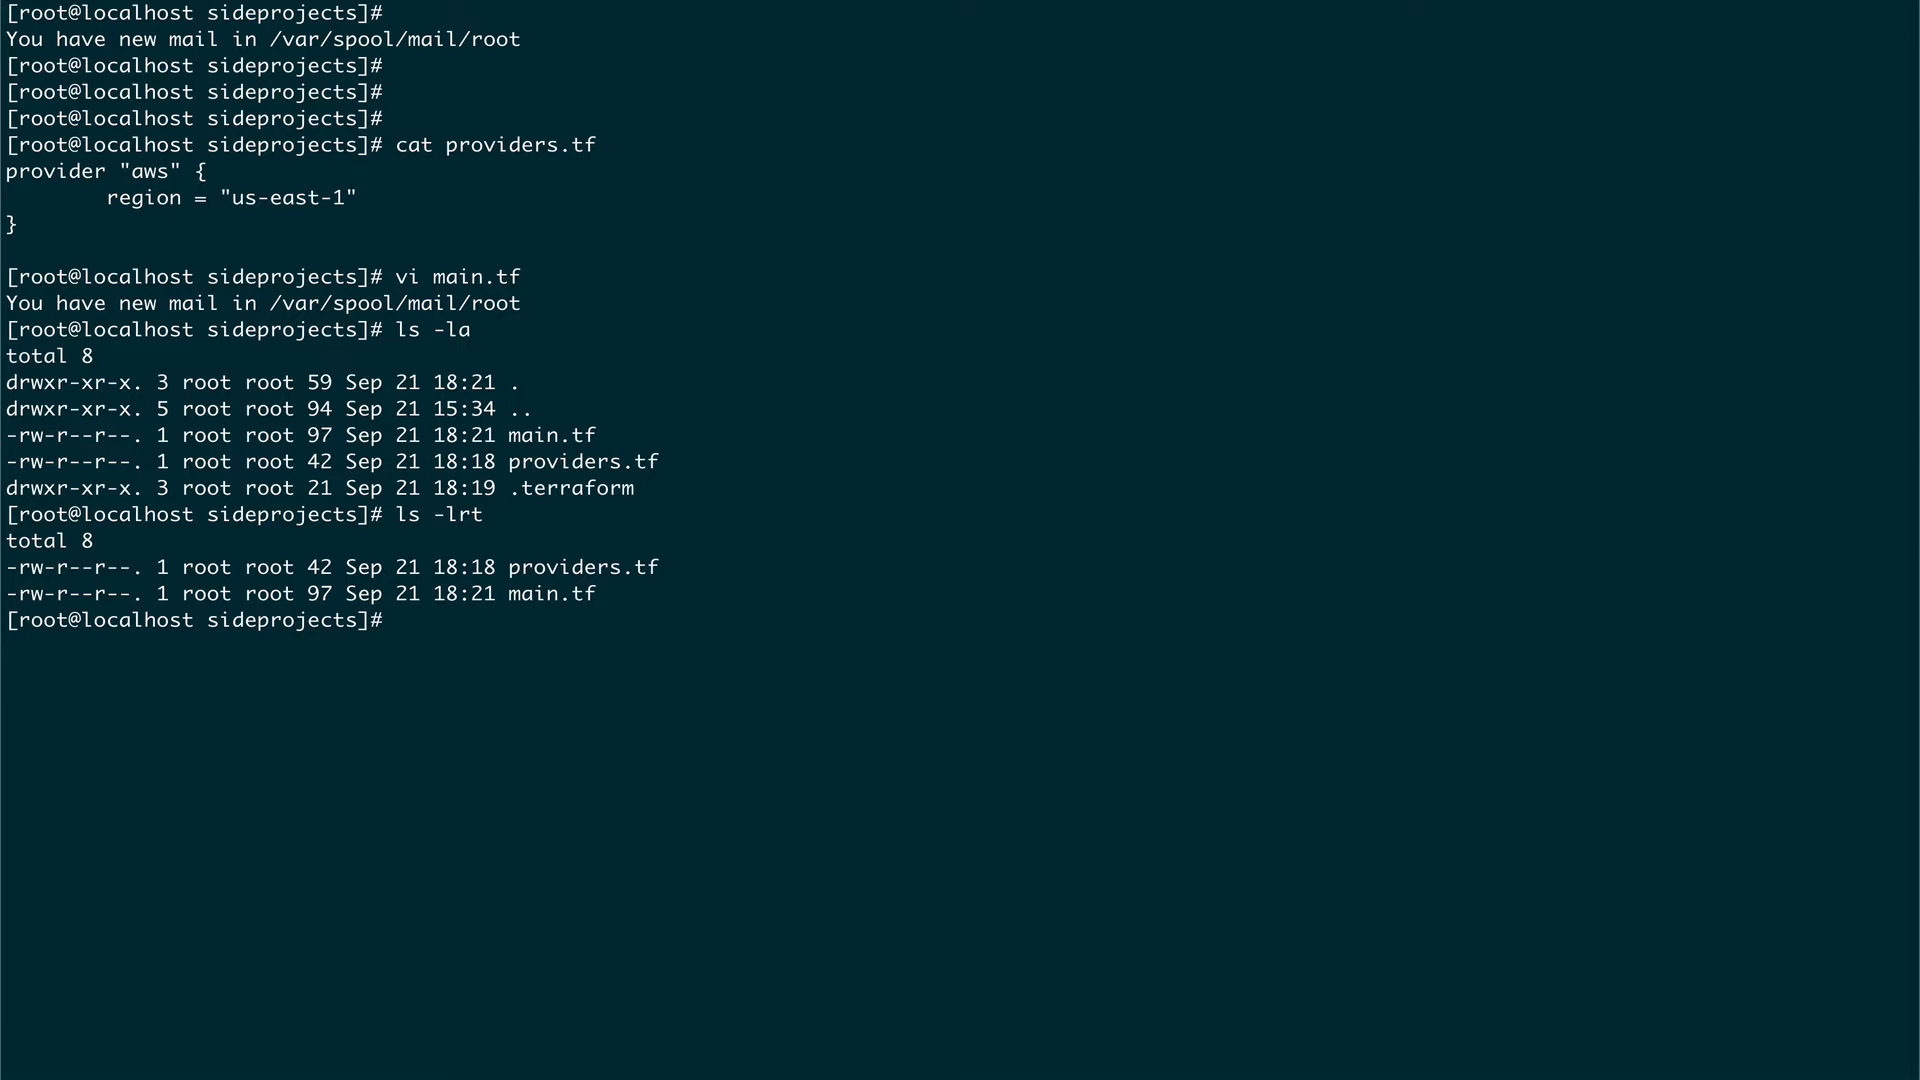 [root@localhost sideprojects]#
You have new mail in /var/spool/mail/root
[root@localhost sideprojects]#
[root@localhost sideprojects]#
[root@localhost sideprojects]#
[root@localhost sideprojects]# cat providers.tf
provider "aws" {
        region = "us-east-1"
}

[root@localhost sideprojects]# vi main.tf
You have new mail in /var/spool/mail/root
[root@localhost sideprojects]# ls -la
total 8
drwxr-xr-x. 3 root root 59 Sep 21 18:21 .
drwxr-xr-x. 5 root root 94 Sep 21 15:34 ..
-rw-r--r--. 1 root root 97 Sep 21 18:21 main.tf
-rw-r--r--. 1 root root 42 Sep 21 18:18 providers.tf
drwxr-xr-x. 3 root root 21 Sep 21 18:19 .terraform
[root@localhost sideprojects]# ls -lrt
total 8
-rw-r--r--. 1 root root 42 Sep 21 18:18 providers.tf
-rw-r--r--. 1 root root 97 Sep 21 18:21 main.tf
[root@localhost sideprojects]#